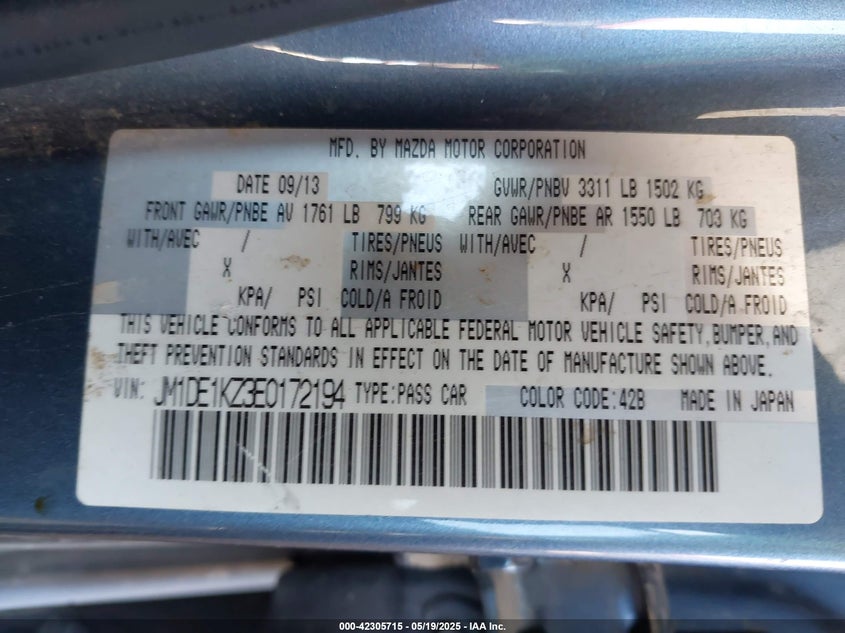 MFD. BY MAZDA MOTOR CORPORATION
DATE 09/13 GVWR/PNBV 3311 LB 1502 KG
FRONT GAWR/PNBE AV 1761 LB 799 KG REAR GAWR/PNBE AR 1550 LB 703 KG
WITH/AVEC / TIRES/PNEUS WITH/AVEC / TIRES/PNEUS
X RIMS/JANTES X RIMS/JANTES
KPA/ PSI COLD/A FROID KPA/ PSI COLD/A FROID
THIS VEHICLE CONFORMS TO ALL APPLICABLE FEDERAL MOTOR VEHICLE SAFETY,BUMPER,AND
THEFT PREVENTION STANDARDS IN EFFECT ON THE DATE OF MANUFACTURE SHOWN ABOVE.
VIN: JM1DE1KZ3E0172194 TYPE:PASS CAR COLOR CODE:42B MADE IN JAPAN
000-42305715 - 05/19/2025 - IAA Inc.